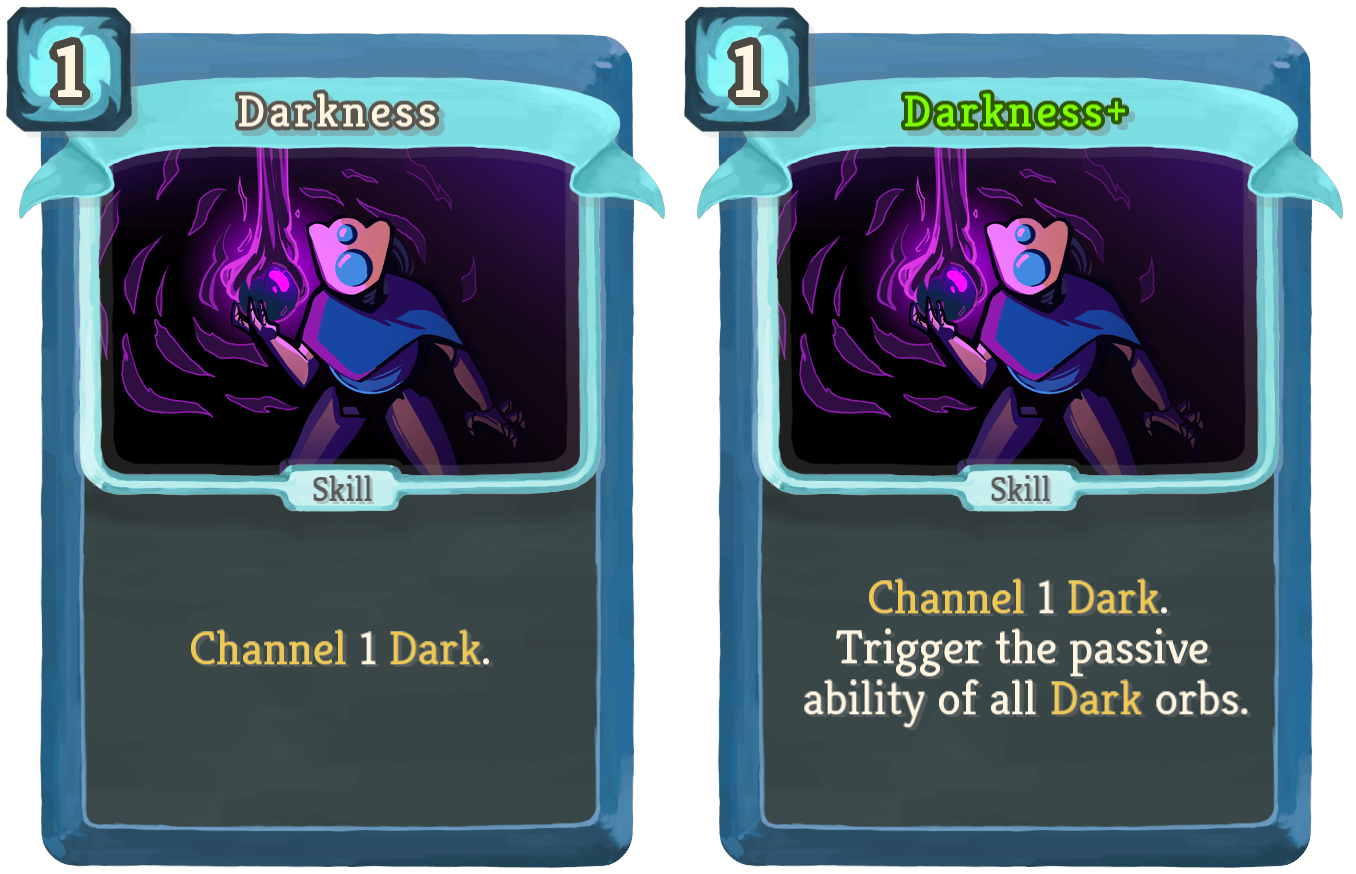 1
Darkness
Skill
Channel 1 Dark.
1
Darkness+
Skill
Channel 1 Dark.
Trigger the passive
ability of all Dark orbs.